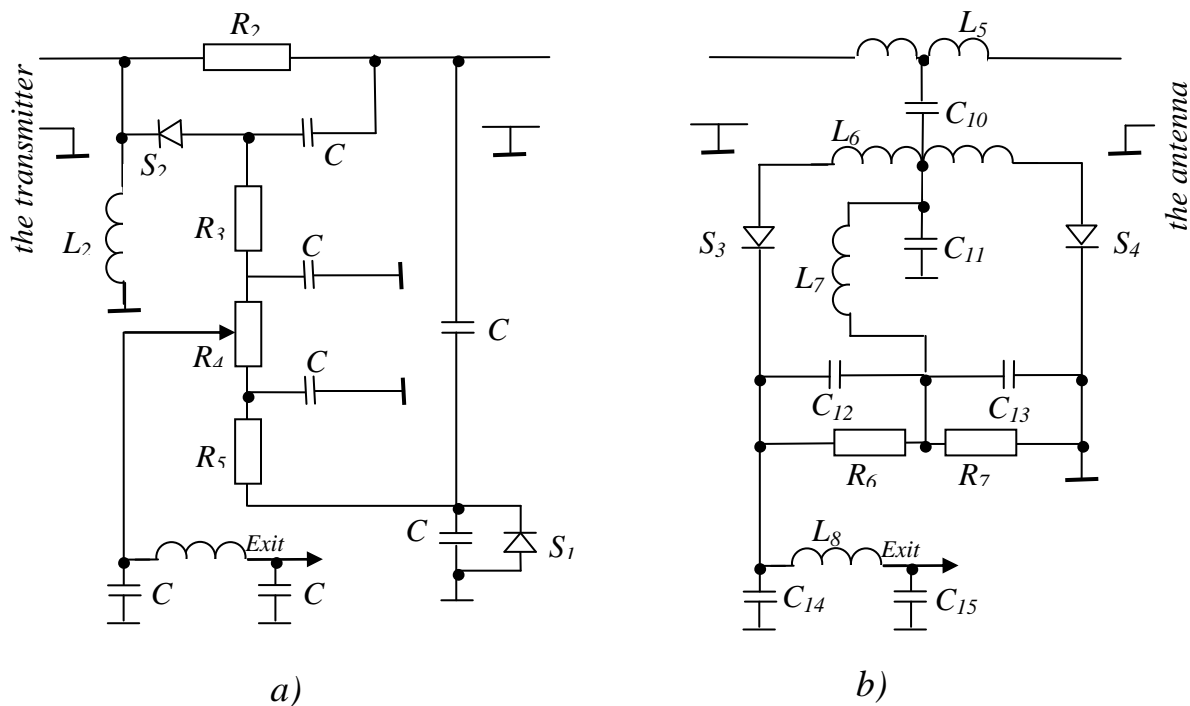 R2
L5
the transmitter
the antenna
C10
S2
C
L6
R3
C
L2
S3
C11
S4
L7
R4
C
C
C12
C13
R5
R6
R7
C
S1
Exit
L8
Exit
C
C
C14
C15
a)
b)